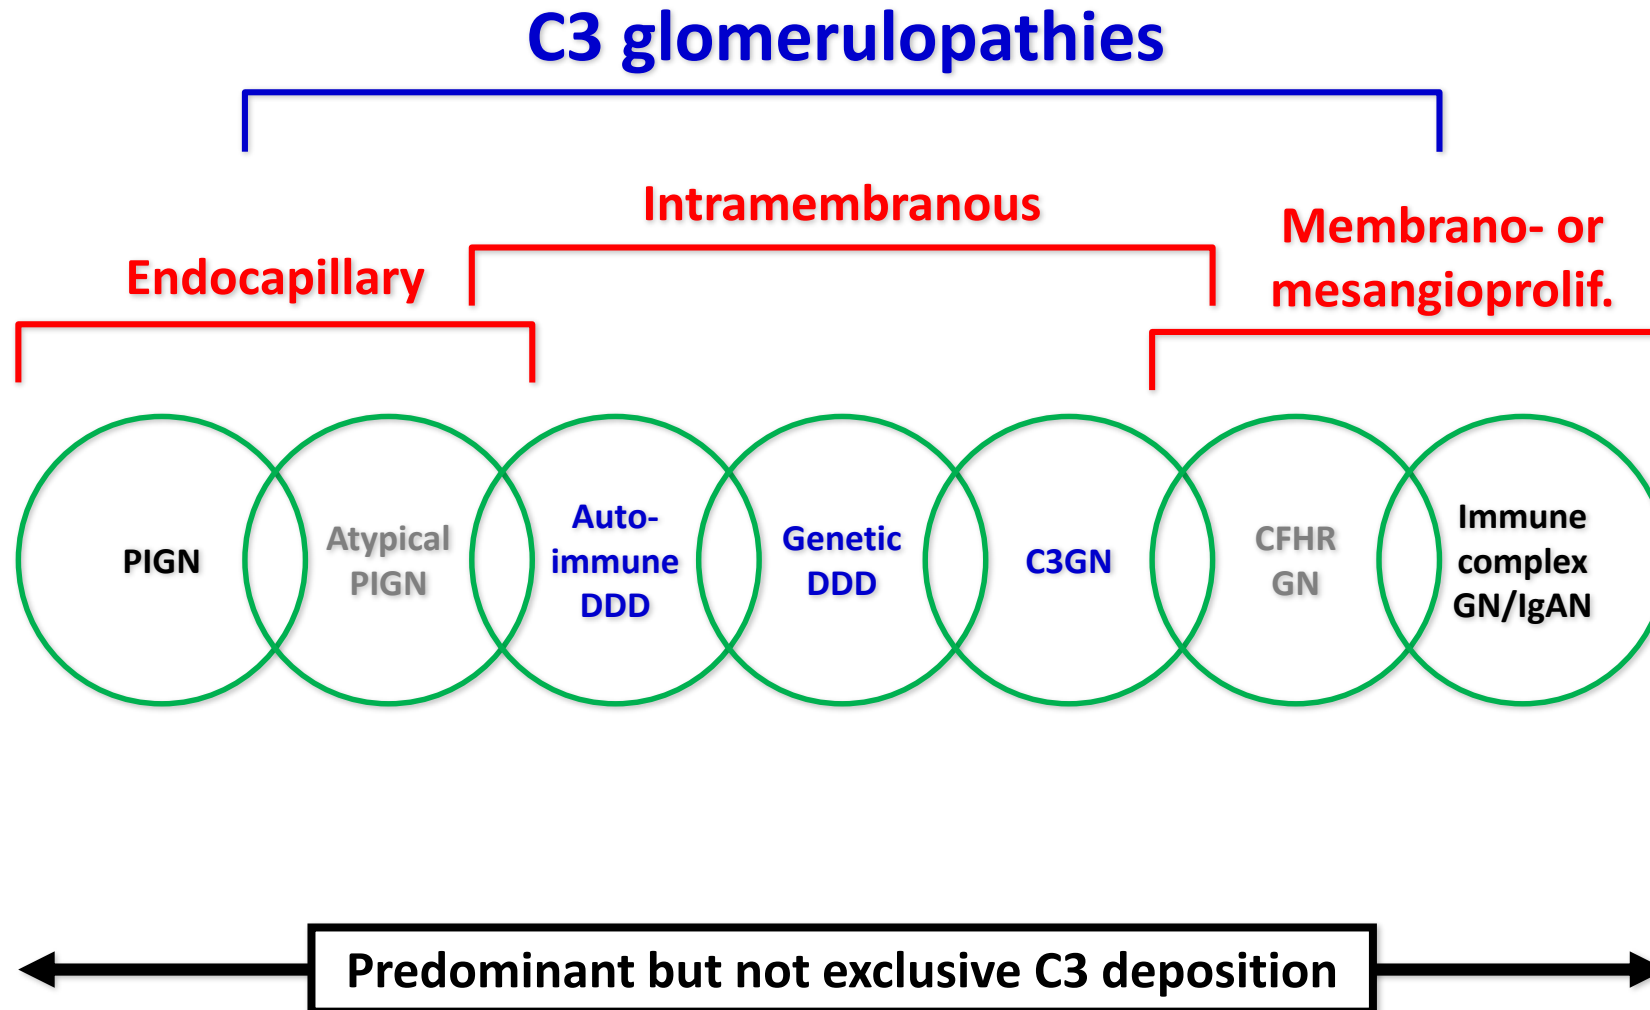 C3 glomerulopathies
Intramembranous
Membrano- or
mesangioprolif.
Endocapillary
PIGN
Atypical
PIGN
Auto-
immune
DDD
Genetic
DDD
C3GN
CFHR
GN
Immune
complex
GN/IgAN
Predominant but not exclusive C3 deposition